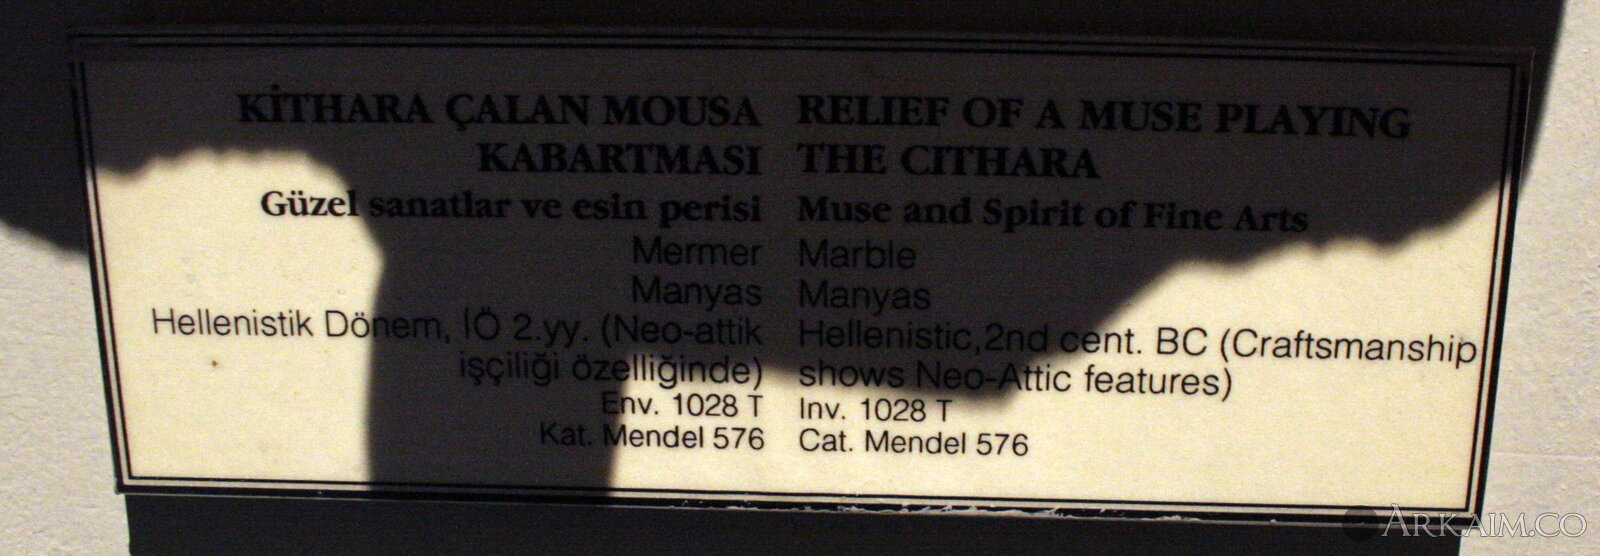 KİTHARA ÇALAN MOUSA
KABARTMASI
Güzel sanatlar ve esin perisi
Mermer
Manyas
Hellenistik Dönem, İÖ 2.yy. (Neo-attik
işçiliği özelliğinde)
Env. 1028 T
Kat. Mendel 576
RELIEF OF A MUSE PLAYING
THE CITHARA
Muse and Spirit of Fine Arts
Marble
Manyas
Hellenistic,2nd cent. BC (Craftsmanship
shows Neo-Attic features)
Inv. 1028 T
Cat. Mendel 576
ARKAIM.CO